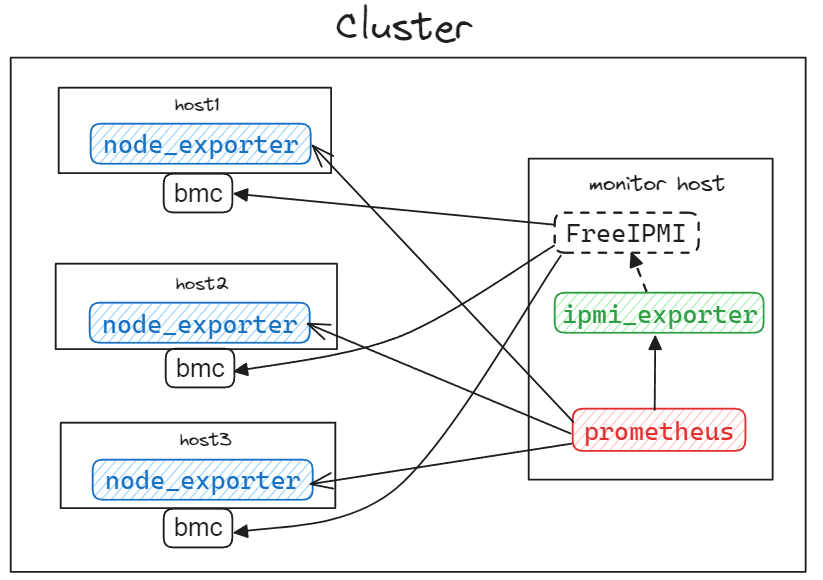 Cluster
host1
node_exporter
bmc
host2
node_exporter
bmc
host3
node_exporter
bmc
monitor host
FreeIPMI
ipmi_exporter
prometheus